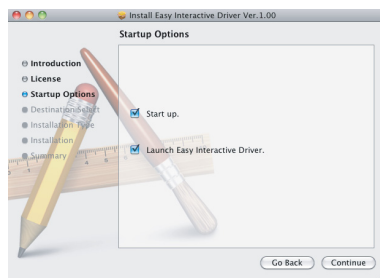 Install Easy Interactive Driver Ver.1.00
Startup Options
Introduction
License
Startup Options
Destination Select
Installation Type
Installation
Summary
Start up.
Launch Easy Interactive Driver.
Go Back
Continue